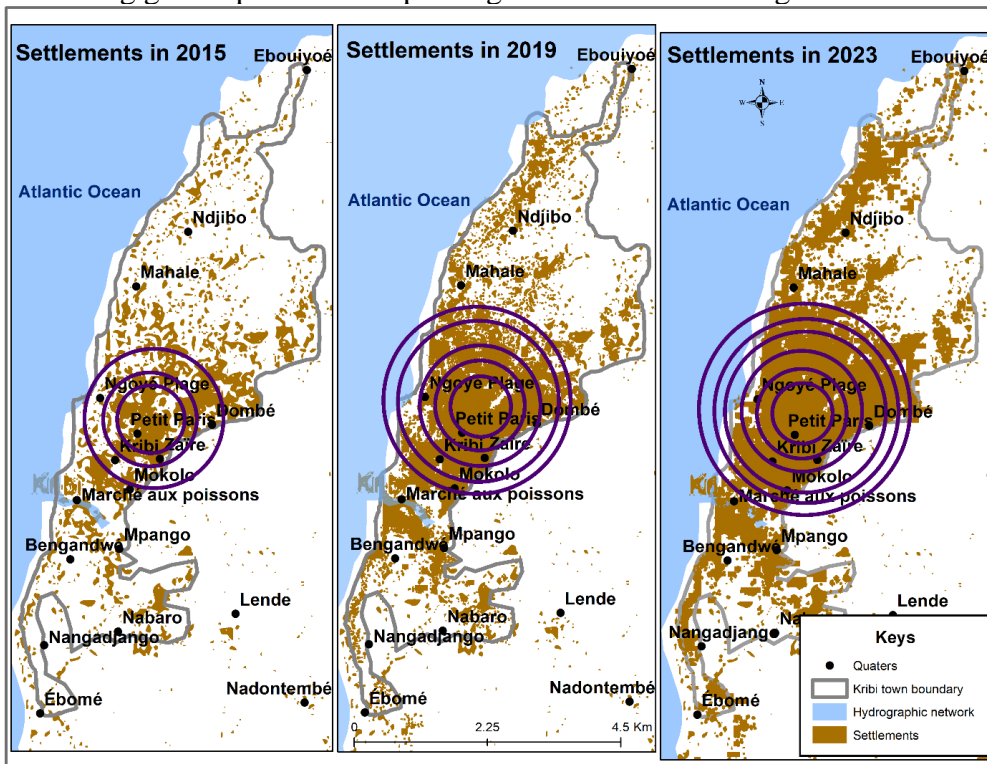 Settlements in 2015
Ebouiyoé
Atlantic Ocean
Ndjibo
Mahale
Ngoyé Plage
Petit Paris
Dombé
Kribi
Zaïre
Mokolo
Marché aux poissons
Mpango
Bengandwé
Lende
Nabaro
Nangadjango
Nadontembé
Ébomé
Settlements in 2019
Ebouiyoé
Atlantic Ocean
Ndjibo
Mahale
Ngoye Plage
Petit Paris
Dombé
Kribi
Zaïre
Mokolo
Marché aux poissons
Mpango
Bengandwé
Lende
Nabaro
Nangadjango
Nadontembé
Ébomé
0 2.25 4.5 Km
Settlements in 2023
Ebouiyoé
N
W E
S
Atlantic Ocean
Ndjibo
Mahale
Ngoye Plage
Petit Paris
Dombé
Kribi
Zaïre
Mokolo
Marché aux poissons
Mpango
Bengandwé
Lende
Nangadjango
Ébomé
Keys
Quaters
Kribi town boundary
Hydrographic network
Settlements